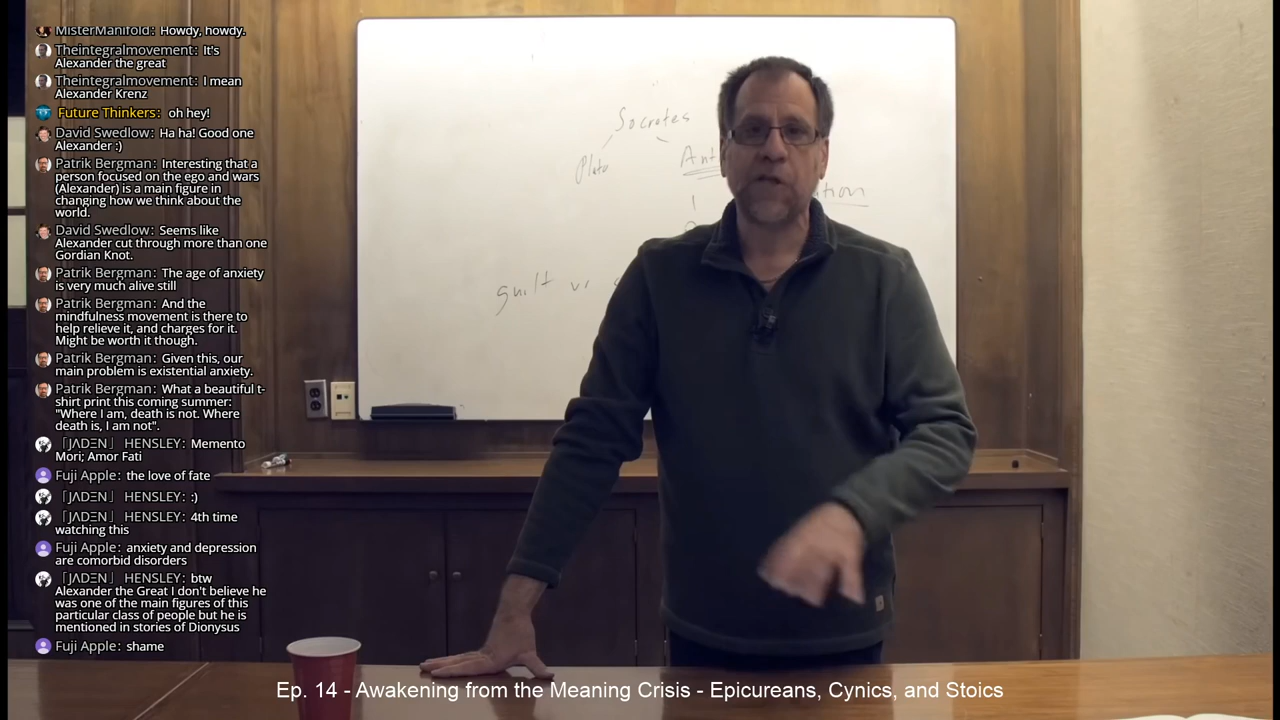 MisterManifold: Howdy, howdy.
Theintegralmovement: It's
Alexander the great
Theintegralmovement: I mean
Alexander Krenz
Future Thinkers: oh hey!
David Swedlow: Ha ha! Good one
Alexander :)
Patrik Bergman: Interesting that a
person focused on the ego and wars
(Alexander) is a main figure in
changing how we think about the
world.
David Swedlow: Seems like
Alexander cut through more than one
Gordian Knot.
Patrik Bergman: The age of anxiety
is very much alive still
Patrik Bergman: And the
mindfulness movement is there to
help relieve it, and charges for it.
Might be worth it though.
Patrik Bergman: Given this, our
main problem is existential anxiety.
Patrik Bergman: What a beautiful t-
shirt print this coming summer:
"Where I am, death is not. Where
death is, I am not".
「JΛDΞN」 HENSLEY: Memento
Mori; Amor Fati
Fuji Apple: the love of fate
「JΛDΞN」 HENSLEY: :)
「JΛDΞN」 HENSLEY: 4th time
watching this
Fuji Apple: anxiety and depression
are comorbid disorders
「JΛDΞN」 HENSLEY: btw
Alexander the Great I don't believe he
was one of the main figures of this
particular class of people but he is
mentioned in stories of Dionysus
Fuji Apple: shame
Socrates
Plato Ant
tion
guilt vs
Ep. 14 - Awakening from the Meaning Crisis - Epicureans, Cynics, and Stoics